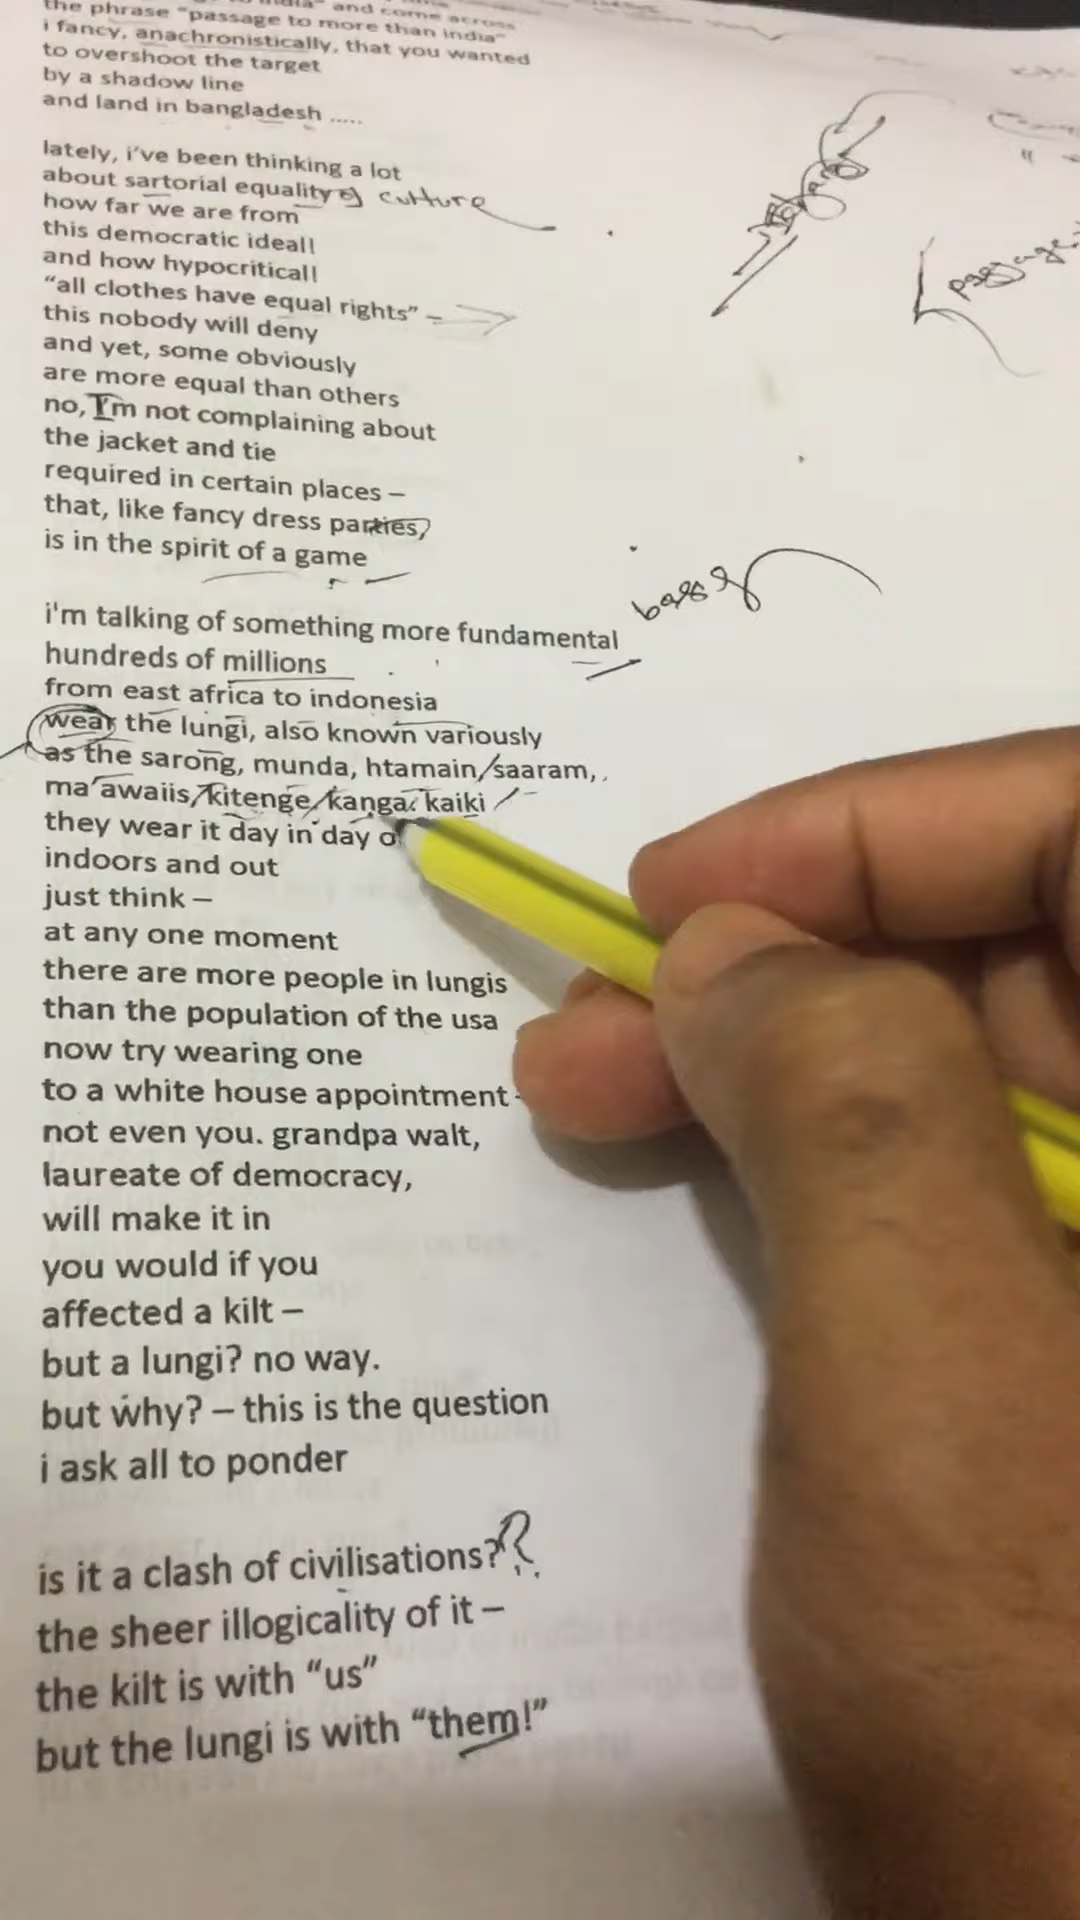 the phrase "passage to more than india"
i fancy, anachronistically, that you wanted
to overshoot the target
by a shadow line
and land in bangladesh .....
lately, i've been thinking a lot
about sartorial equality culture
how far we are from
this democratic ideal!
and how hypocritical!
"all clothes have equal rights" –
this nobody will deny
and yet, some obviously
are more equal than others
no, I'm not complaining about
the jacket and tie
required in certain places –
that, like fancy dress parties,
is in the spirit of a game
i'm talking of something more fundamental
hundreds of millions
from east africa to indonesia
wear the lungi, also known variously
as the sarong, munda, htamain/saaram,
ma'awaiis/kitenge/kanga/kaiki
they wear it day in day
indoors and out
just think –
at any one moment
there are more people in lungis
than the population of the usa
now try wearing one
to a white house appointment
not even you. grandpa walt,
laureate of democracy,
will make it in
you would if you
affected a kilt –
but a lungi? no way.
but why? – this is the question
i ask all to ponder
is it a clash of civilisations??
the sheer illogicality of it –
the kilt is with "us"
but the lungi is with "them!"